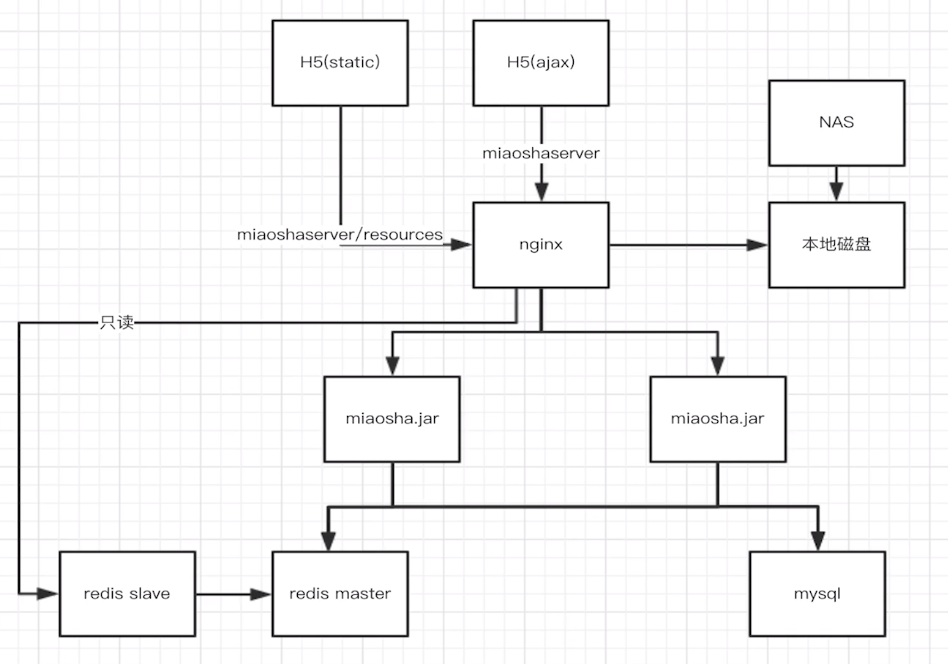 H5(static)
H5(ajax)
NAS
miaoshaserver
miaoshaserver/resources
nginx
本地磁盘
只读
miaosha.jar
miaosha.jar
redis slave
redis master
mysql